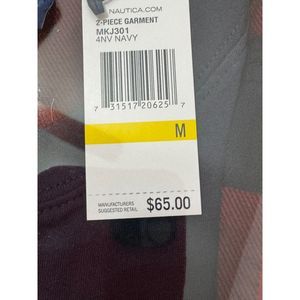 NAUTICA.COM
2-PIECE GARMENT
MKJ301
4NV NAVY
7 31517 20625 7
M
MANUFACTURERS
SUGGESTED RETAIL $65.00